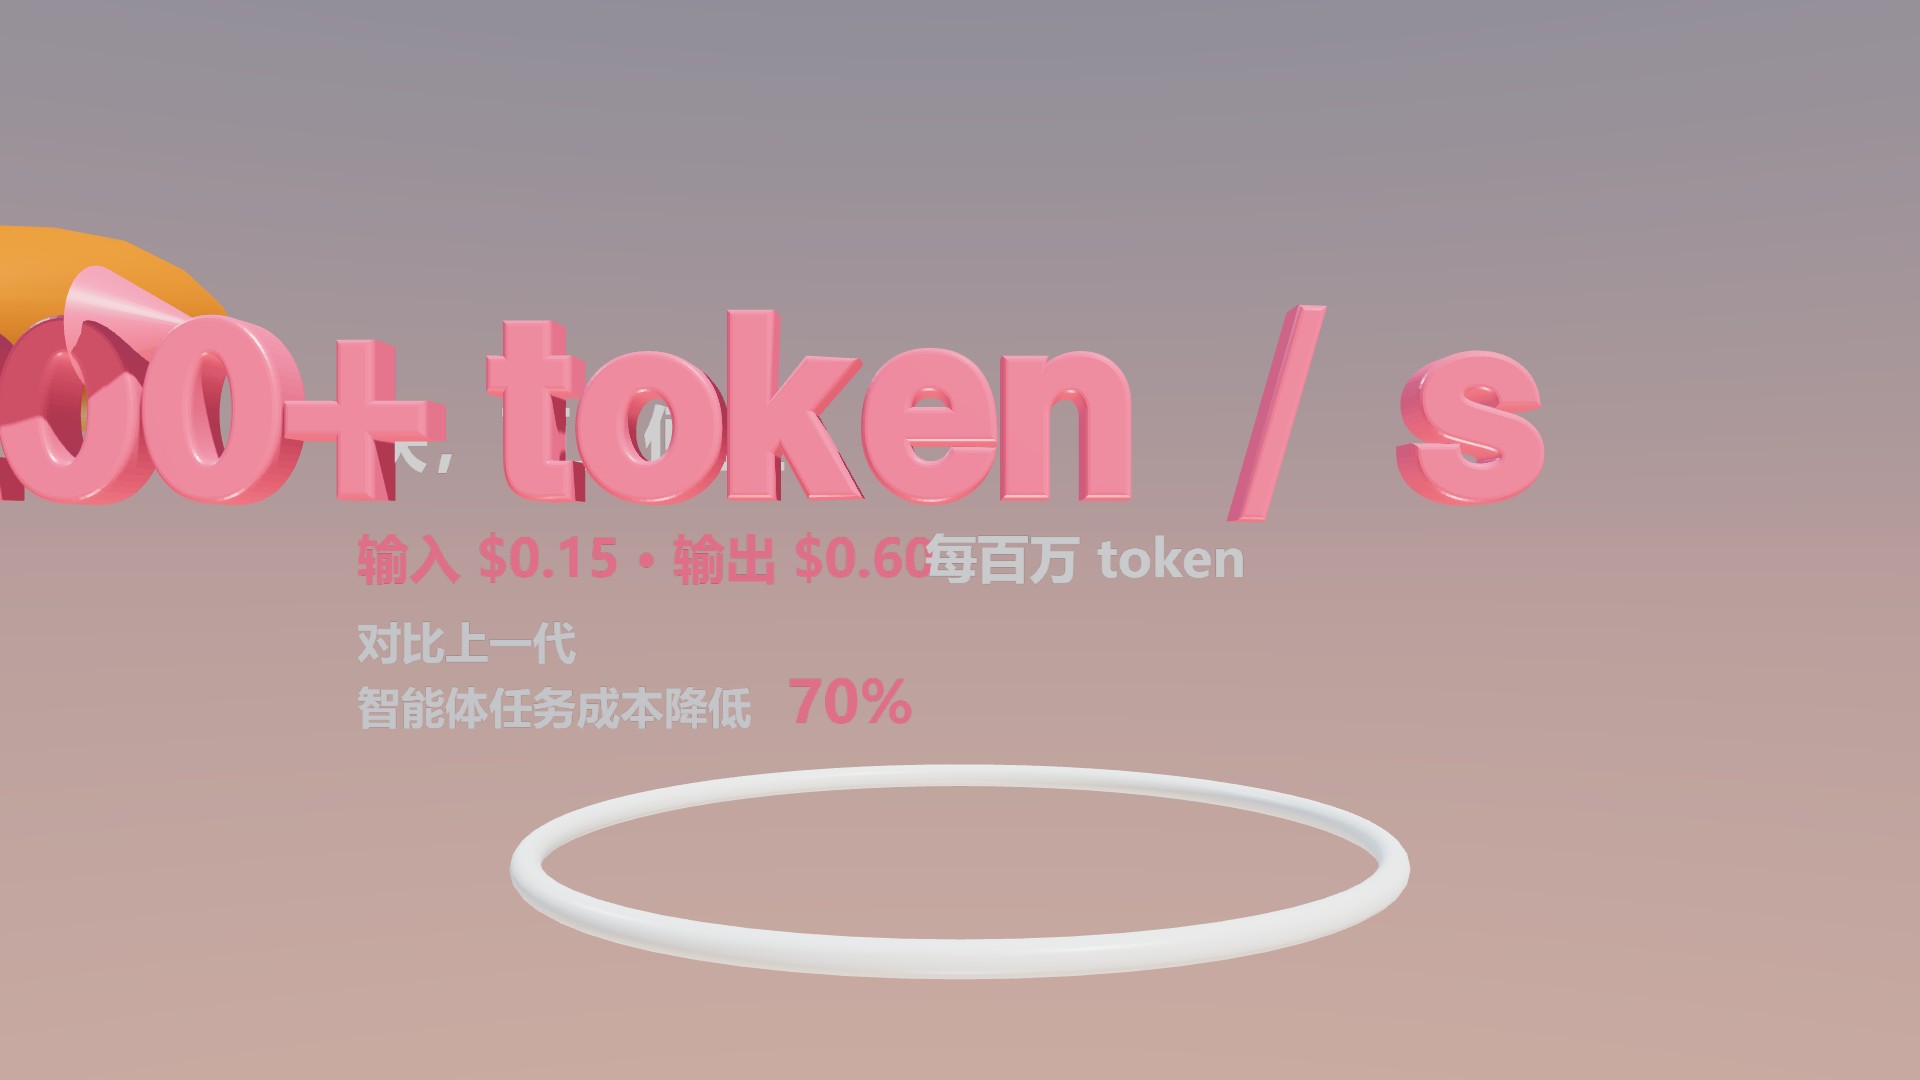 00+ token / s
输入 $0.15 · 输出 $0.60 每百万 token
对比上一代
智能体任务成本降低 70%